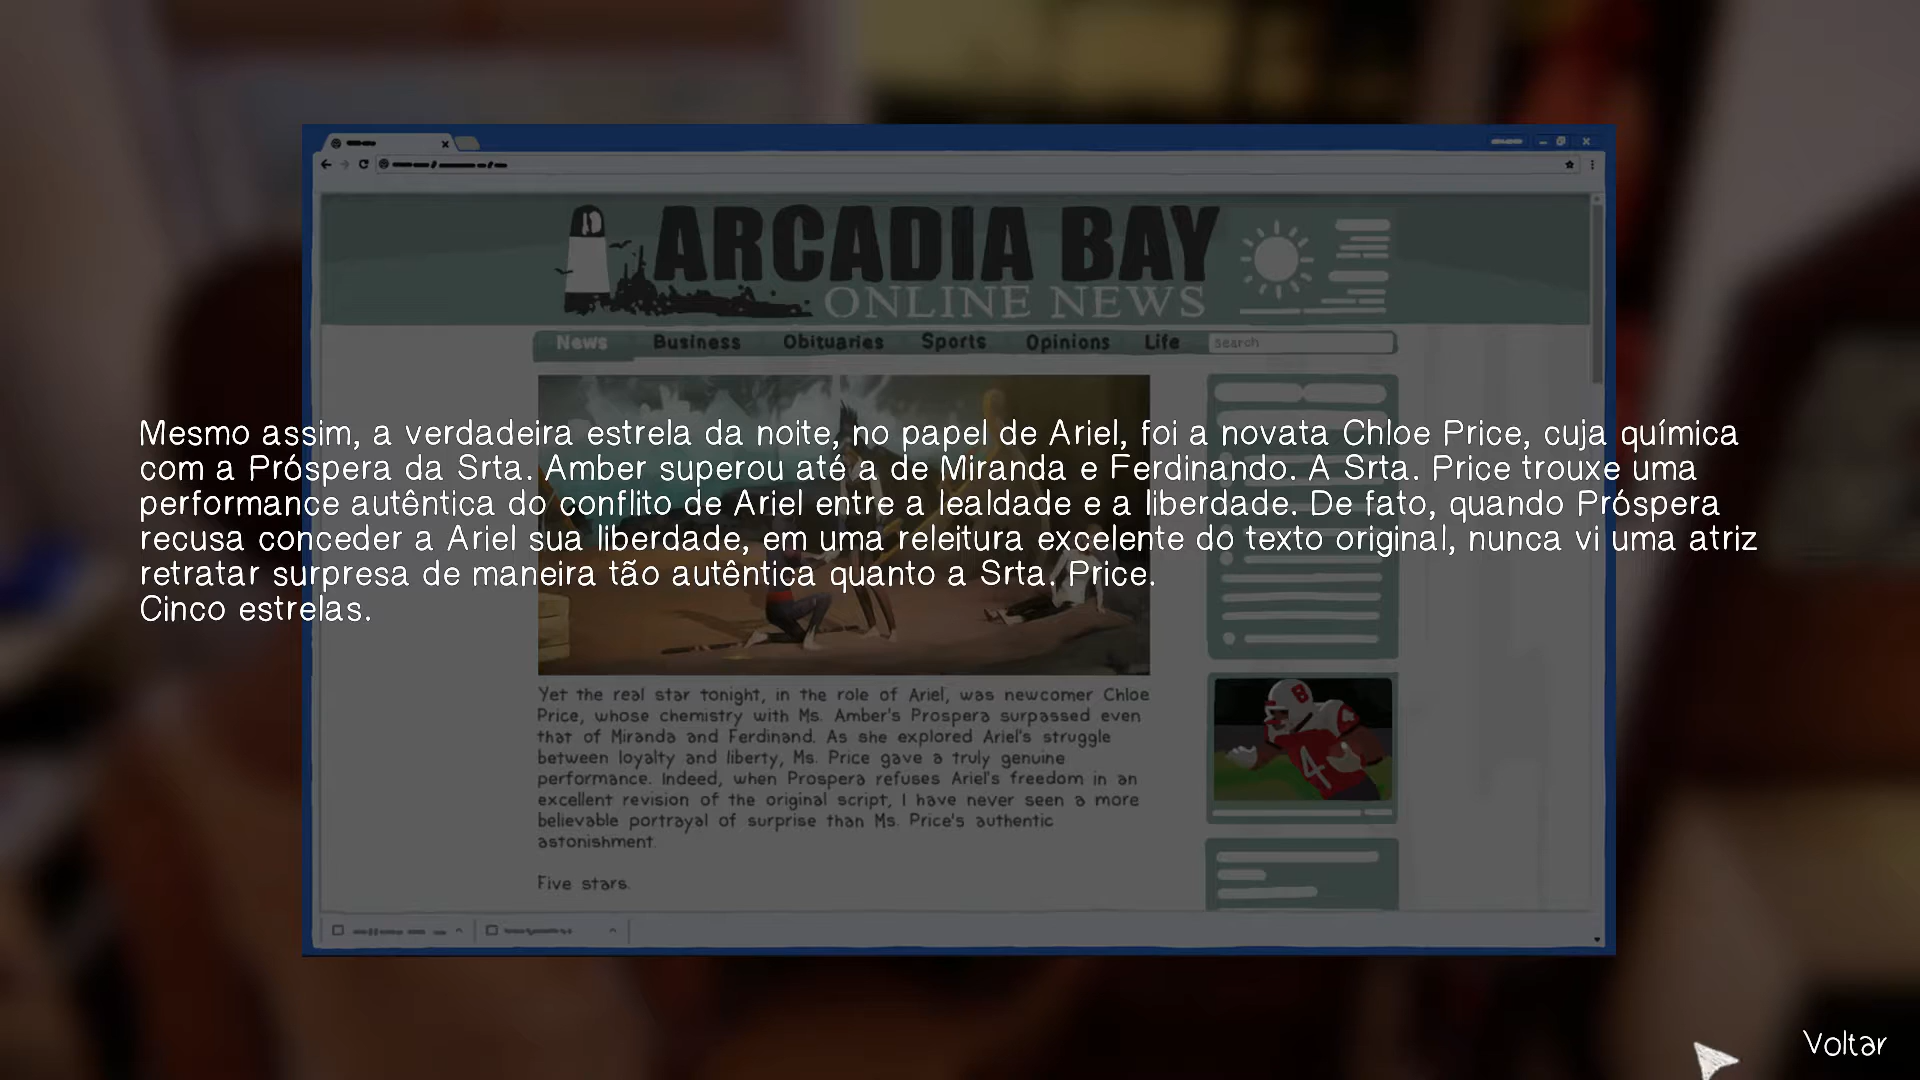 ARCADIA BAY
ONLINE NEWS
News Business Obituaries Sports Opinions Life Search
Mesmo assim, a verdadeira estrela da noite, no papel de Ariel, foi a novata Chloe Price, cuja química
com a Próspera da Srta. Amber superou até a de Miranda e Ferdinando. A Srta. Price trouxe uma
performance autêntica do conflito de Ariel entre a lealdade e a liberdade. De fato, quando Próspera
recusa conceder a Ariel sua liberdade, em uma releitura excelente do texto original, nunca vi uma atriz
retratar surpresa de maneira tão autêntica quanto a Srta. Price.
Cinco estrelas.
Yet the real star tonight, in the role of Ariel, was newcomer Chloe
Price, whose chemistry with Ms. Amber's Prospera surpassed even
that of Miranda and Ferdinand. As she explored Ariel's struggle
between loyalty and liberty, Ms. Price gave a truly genuine
performance. Indeed, when Prospera refuses Ariel's freedom in an
excellent revision of the original script, I have never seen a more
believable portrayal of surprise than Ms. Price's authentic
astonishment.
Five stars.
B
4
Voltar